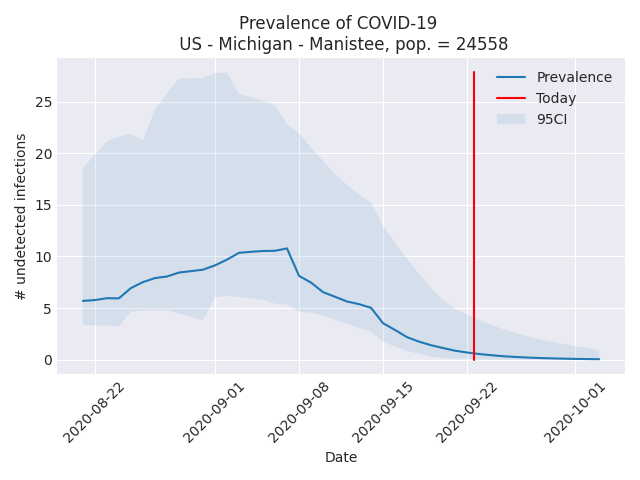 Prevalence of COVID-19
US - Michigan - Manistee, pop. = 24558
Prevalence
Today
95CI
# undetected infections
25
20
15
10
5
0
2020-08-22
2020-09-01
2020-09-08
2020-09-15
2020-09-22
2020-10-01
Date